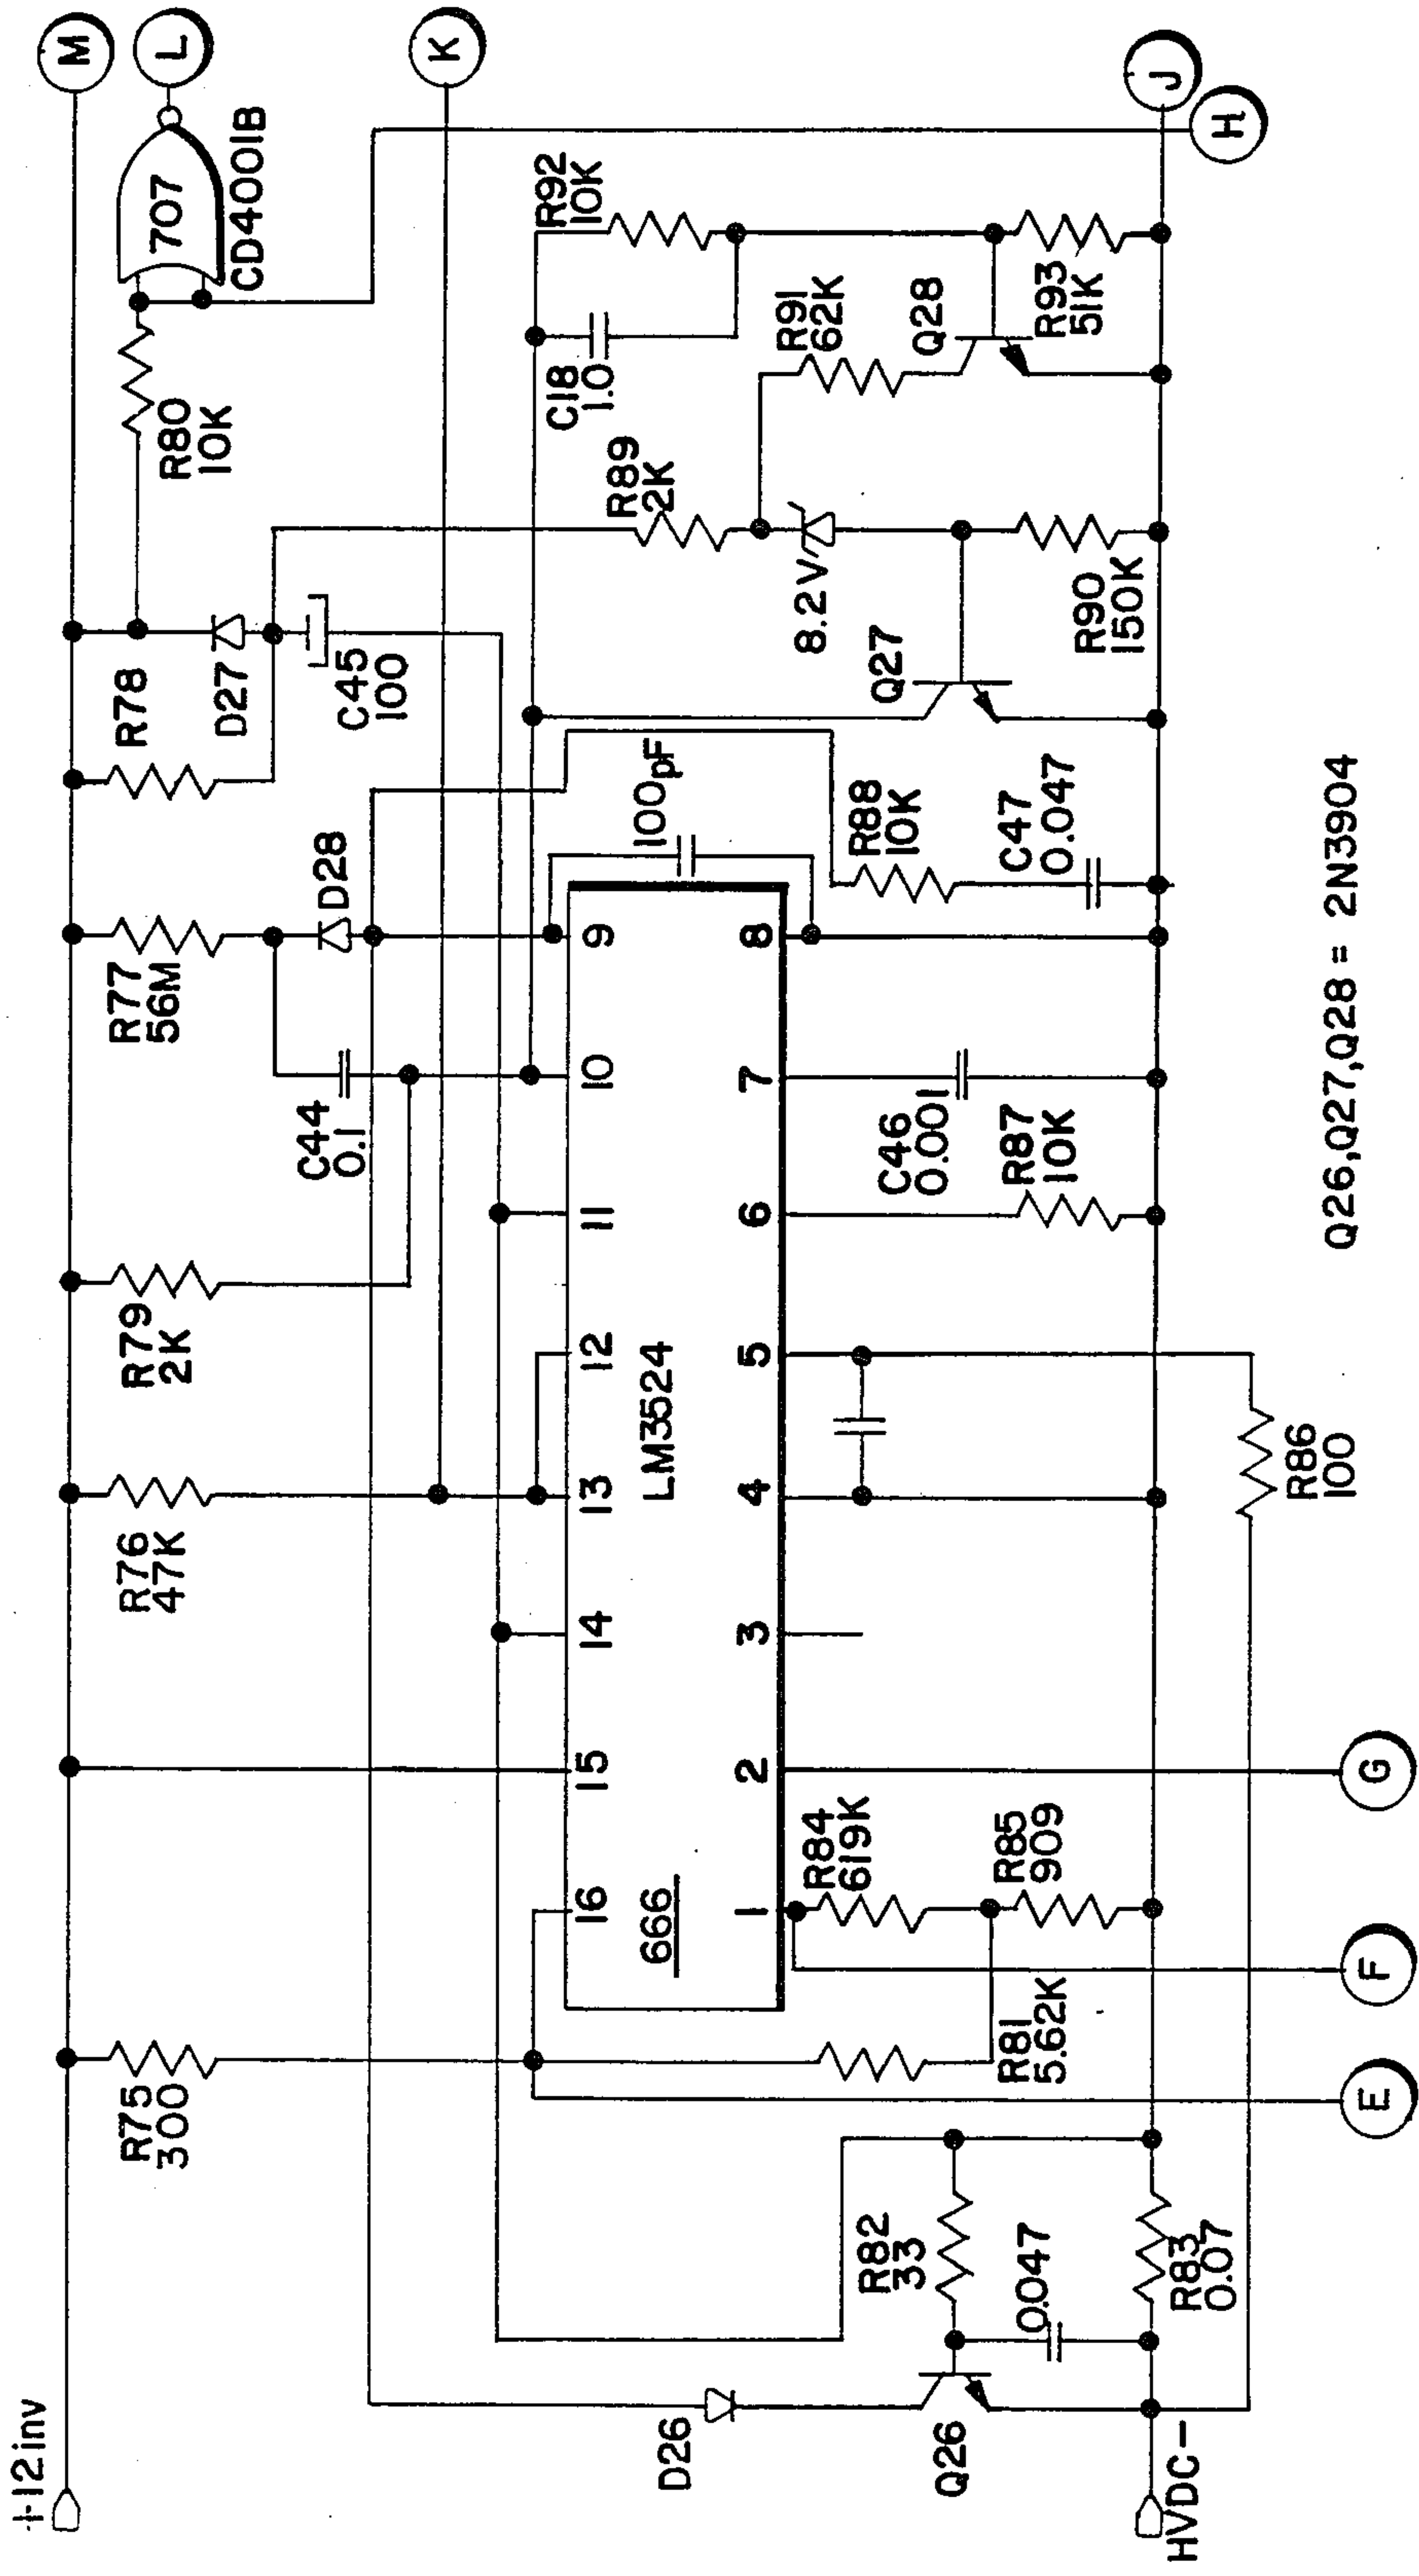 +12inv
R75
300
R76
47K
R79
2K
R77
56M
R78
R80
10K
707
CD4001B
M
L
K
C44
0.1
D28
D27
C45
100
R89
2K
C18
1.0
R92
10K
16
15
14
13
12
11
10
9
100pF
666
LM3524
1
2
3
4
5
6
7
8
8.2V
R91
62K
Q27
Q28
R88
10K
C47
0.047
R90
150K
R93
51K
J
H
D26
Q26
R82
33
0.047
R83
0.07
R81
5.62K
R84
619K
R85
909
C46
0.001
R87
10K
R86
100
HVDC-
E
F
G
Q26,Q27,Q28 = 2N3904